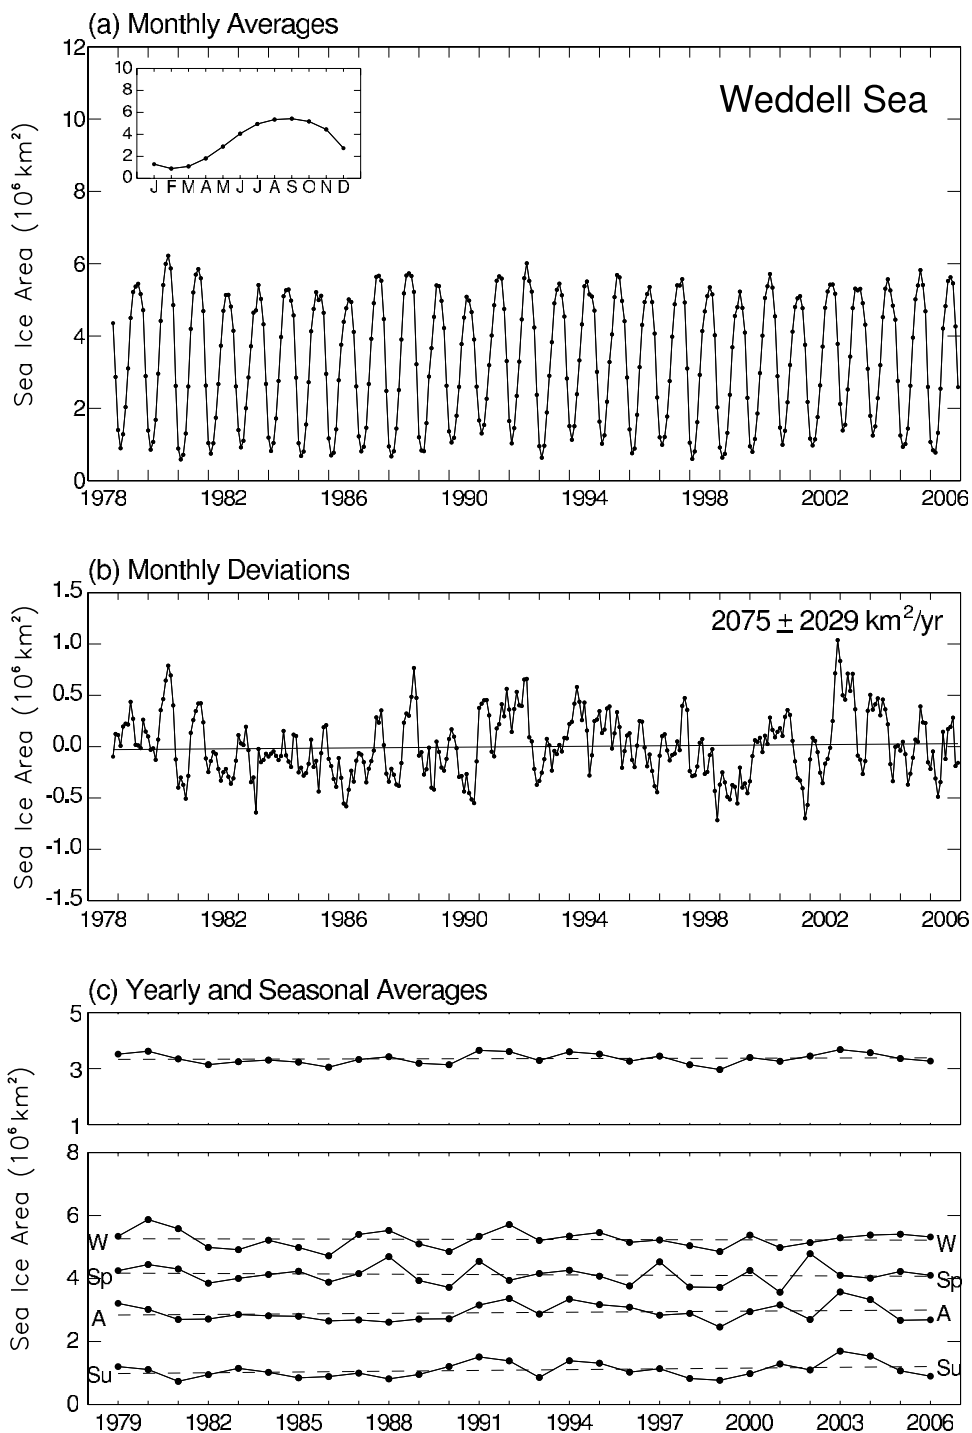 (a) Monthly Averages
Weddell Sea
Sea Ice Area (10⁶ km²)
12
10
8
6
4
2
0
10
8
6
4
2
0
J F M A M J J A S O N D
1978 1982 1986 1990 1994 1998 2002 2006
(b) Monthly Deviations
2075 ± 2029 km²/yr
Sea Ice Area (10⁶ km²)
1.5
1.0
0.5
0.0
-0.5
-1.0
-1.5
1978 1982 1986 1990 1994 1998 2002 2006
(c) Yearly and Seasonal Averages
Sea Ice Area (10⁶ km²)
5
3
1
8
6
4
2
0
W W
Sp Sp
A A
Su Su
1979 1982 1985 1988 1991 1994 1997 2000 2003 2006